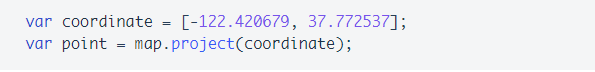 var coordinate = [-122.420679, 37.772537];
var point = map.project(coordinate);